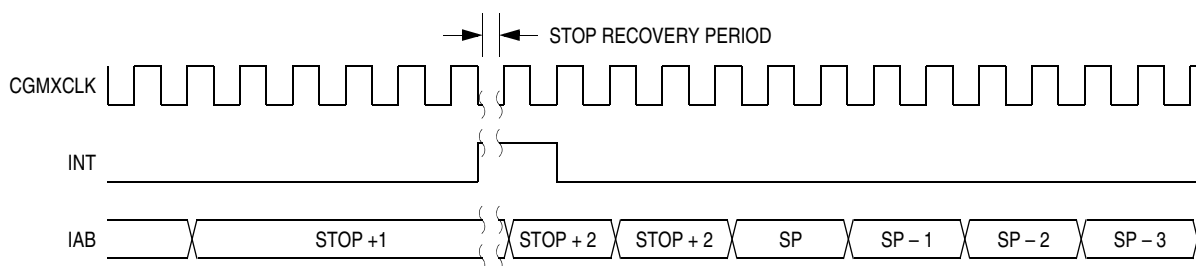 STOP RECOVERY PERIOD
CGMXCLK
INT
IAB
STOP +1
STOP + 2
STOP + 2
SP
SP – 1
SP – 2
SP – 3